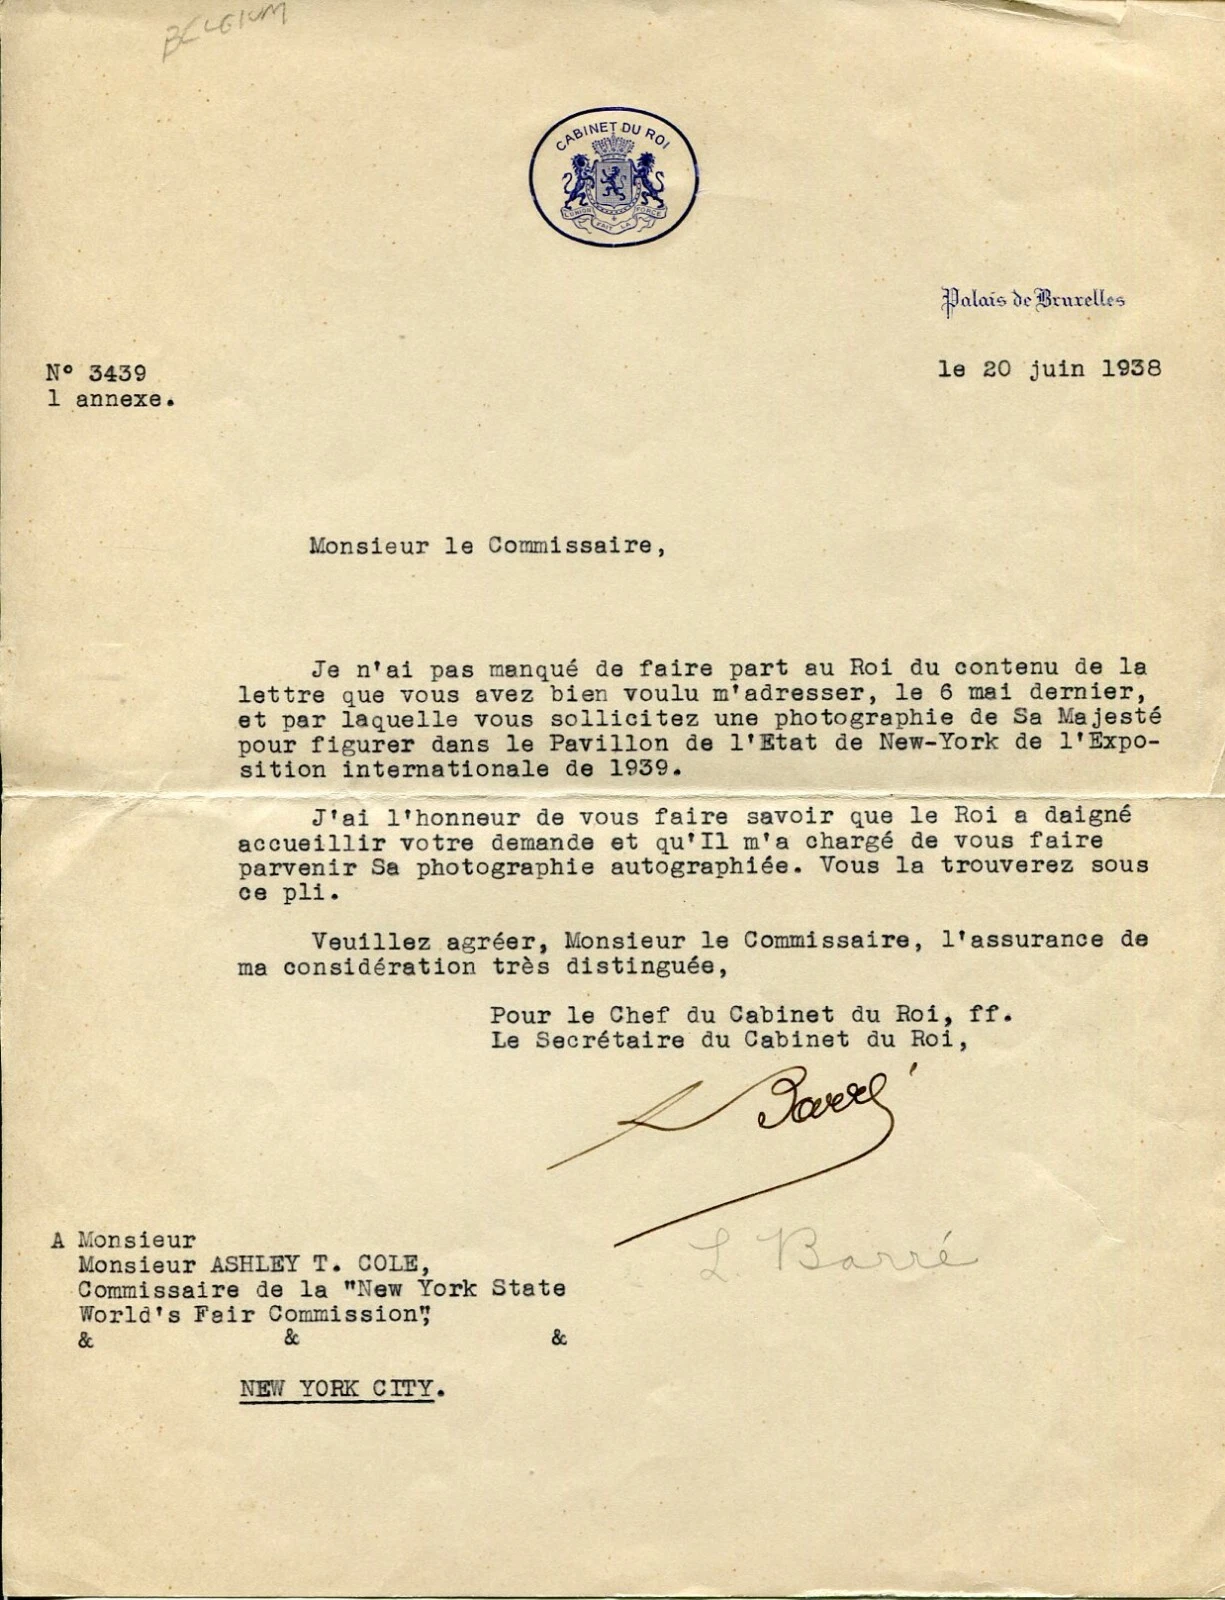 BELGIUM
CABINET DU ROI
L'UNION FAIT LA FORCE
Palais de Bruxelles
N° 3439
le 20 juin 1938
1 annexe.
Monsieur le Commissaire,
Je n'ai pas manqué de faire part au Roi du contenu de la
lettre que vous avez bien voulu m'adresser, le 6 mai dernier,
et par laquelle vous sollicitez une photographie de Sa Majesté
pour figurer dans le Pavillon de l'Etat de New-York de l'Expo-
sition internationale de 1939.
J'ai l'honneur de vous faire savoir que le Roi a daigné
accueillir votre demande et qu'Il m'a chargé de vous faire
parvenir Sa photographie autographiée. Vous la trouverez sous
ce pli.
Veuillez agréer, Monsieur le Commissaire, l'assurance de
ma considération très distinguée,
Pour le Chef du Cabinet du Roi, ff.
Le Secrétaire du Cabinet du Roi,
L Barré
L. Barré
A Monsieur
Monsieur ASHLEY T. COLE,
Commissaire de la "New York State
World's Fair Commission",
& & &
NEW YORK CITY.